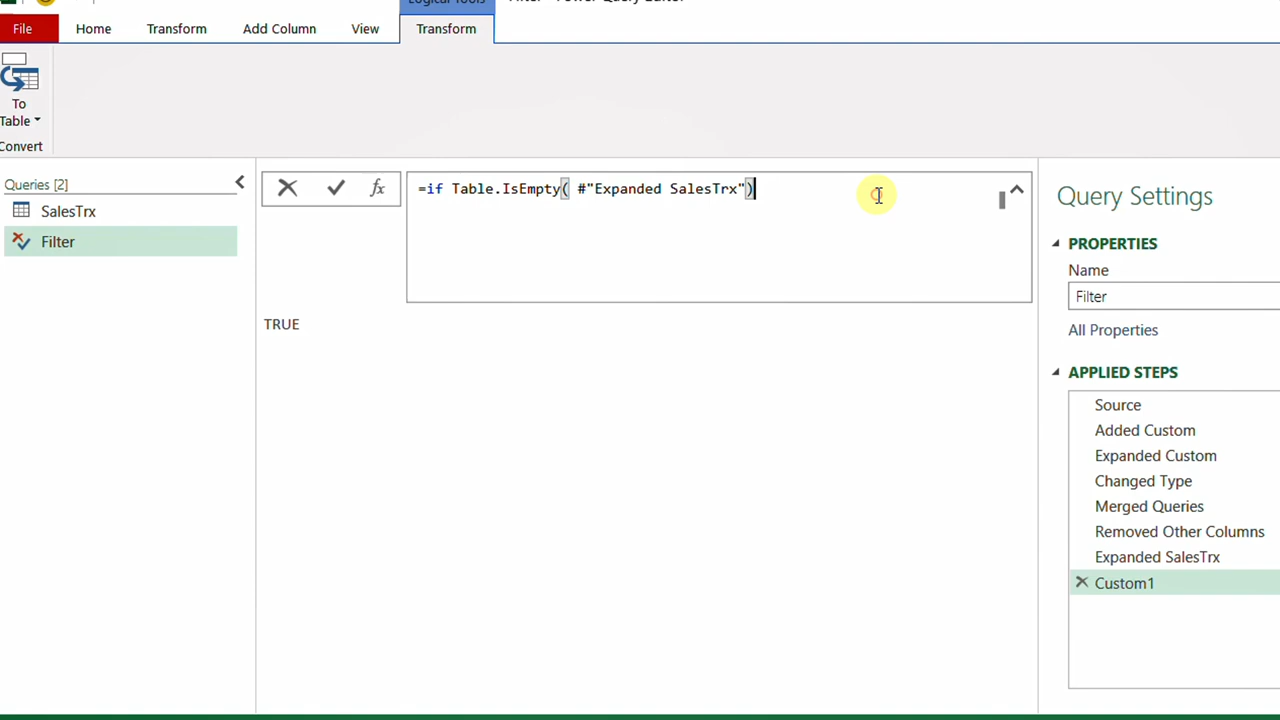 File
Home
Transform
Add Column
View
Transform
To
Table
Convert
Queries [2]
SalesTrx
Filter
fx
=if Table.IsEmpty( #"Expanded SalesTrx")
TRUE
Query Settings
PROPERTIES
Name
Filter
All Properties
APPLIED STEPS
Source
Added Custom
Expanded Custom
Changed Type
Merged Queries
Removed Other Columns
Expanded SalesTrx
Custom1